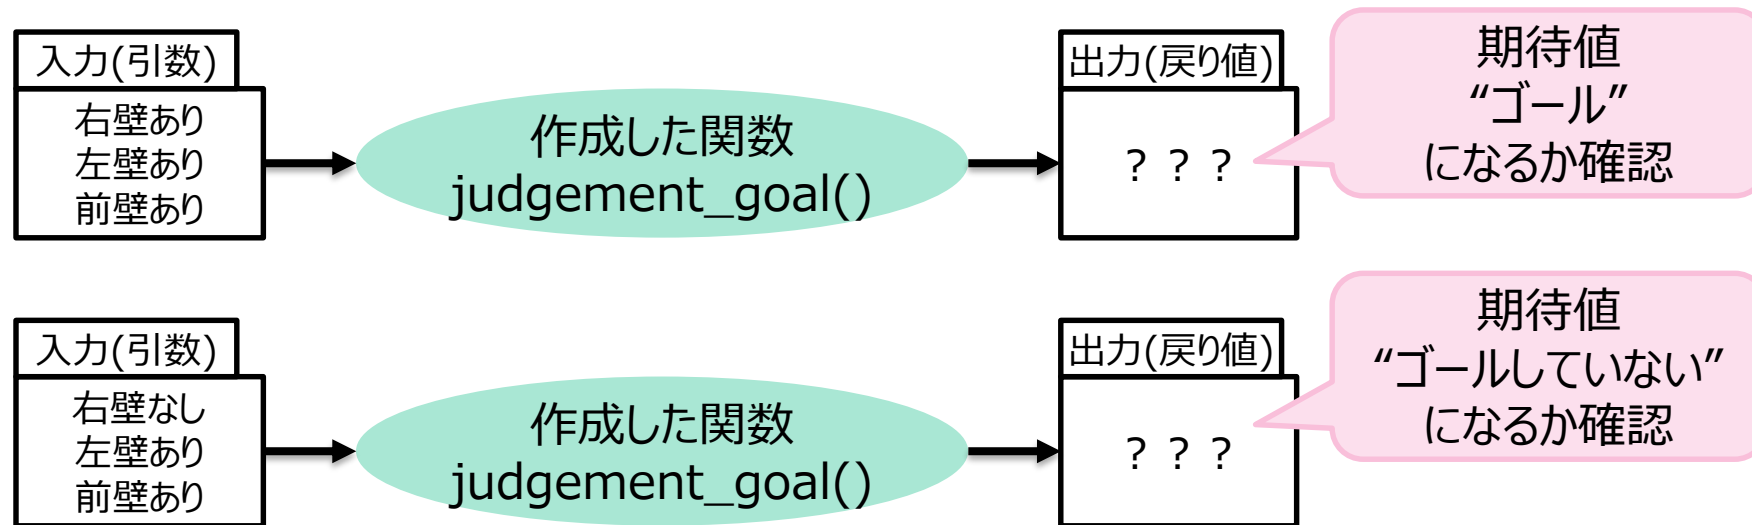 入力(引数)
右壁あり
左壁あり
前壁あり
作成した関数
judgement_goal()
出力(戻り値)
？？？
期待値
“ゴール”
になるか確認
入力(引数)
右壁なし
左壁あり
前壁あり
作成した関数
judgement_goal()
出力(戻り値)
？？？
期待値
“ゴールしていない”
になるか確認